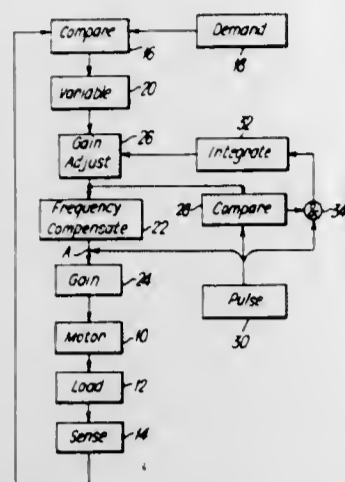 Compare
Demand
16
18
Variable
20
32
26
Gain
Adjust
Integrate
Frequency
Compensate
22
28
Compare
&
34
A
Gain
24
Pulse
30
Motor
10
Load
12
Sense
14